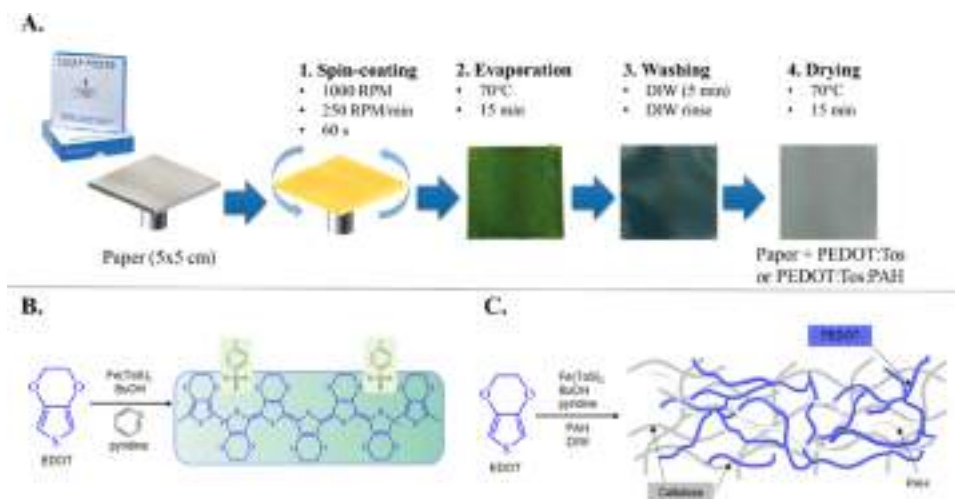 A.
1. Spin-coating
• 1000 RPM
• 250 RPM/min
• 60 s
2. Evaporation
• 70°C
• 15 min
3. Washing
• DIW (5 min)
• DIW rinse
4. Drying
• 70°C
• 15 min
Paper (5x5 cm)
Paper + PEDOT:Tos
or PEDOT:Tos:PAH
B.
EDOT
BuOH
pyridine
C.
EDOT
BuOH
pyridine
PAH
DIW
PEDOT
Cellulose